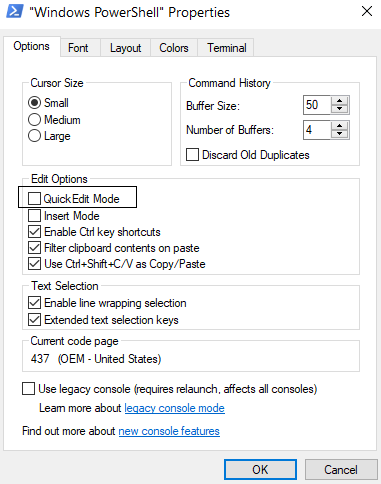 "Windows PowerShell" Properties
Options Font Layout Colors Terminal
Cursor Size
Small
Medium
Large
Command History
Buffer Size: 50
Number of Buffers: 4
Discard Old Duplicates
Edit Options
QuickEdit Mode
Insert Mode
Enable Ctrl key shortcuts
Filter clipboard contents on paste
Use Ctrl+Shift+C/V as Copy/Paste
Text Selection
Enable line wrapping selection
Extended text selection keys
Current code page
437 (OEM - United States)
Use legacy console (requires relaunch, affects all consoles)
Learn more about legacy console mode
Find out more about new console features
OK Cancel